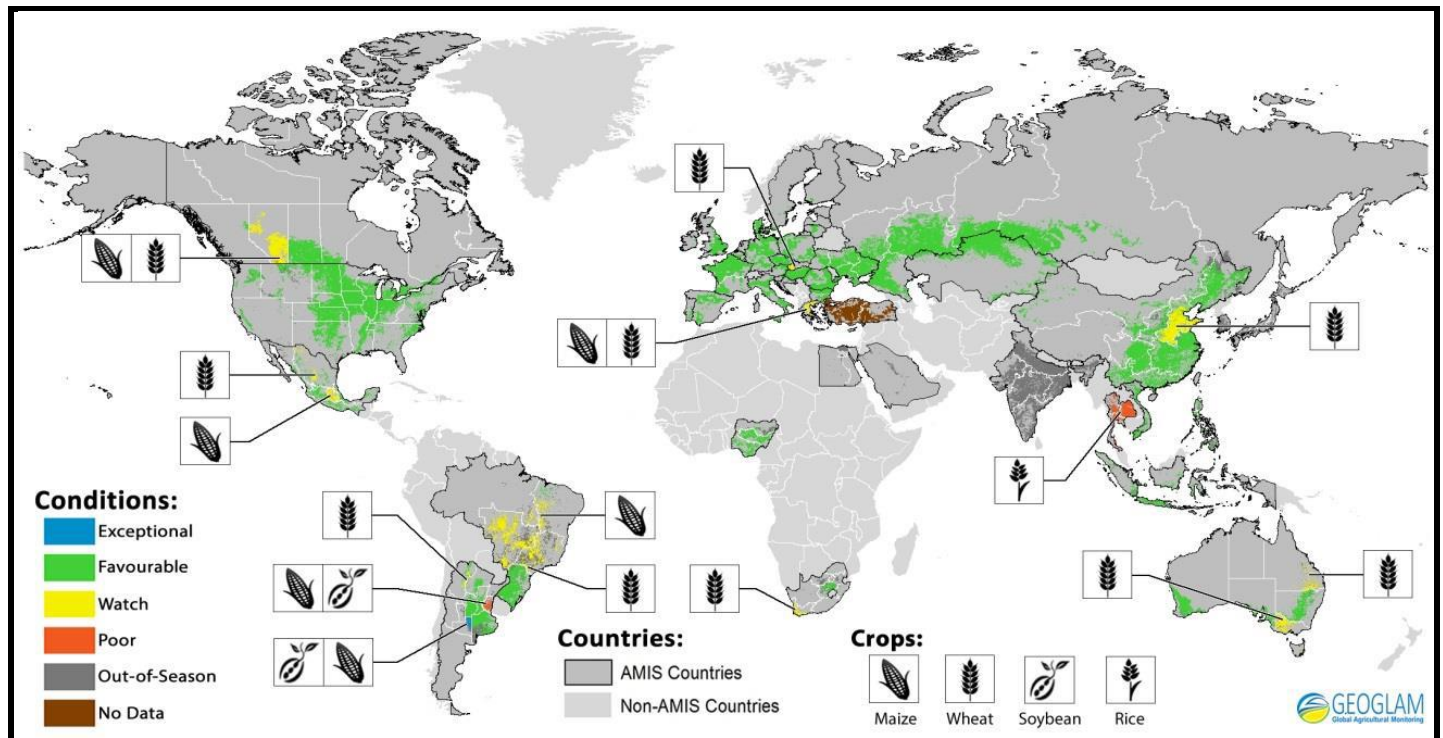 Conditions:
Exceptional
Favourable
Watch
Poor
Out-of-Season
No Data
Countries:
AMIS Countries
Non-AMIS Countries
Crops:
Maize
Wheat
Soybean
Rice
GEOGLAM
Global Agricultural Monitoring